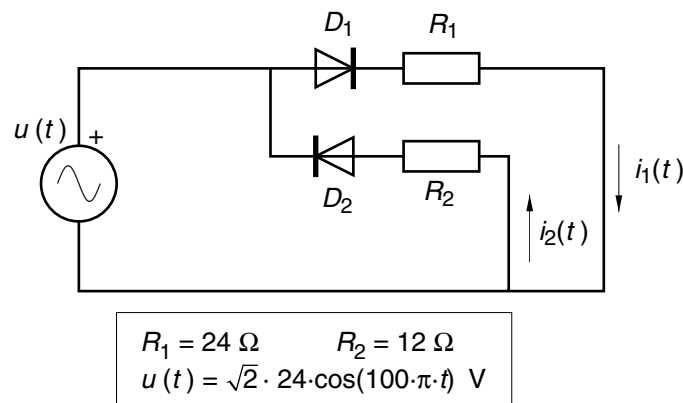 D1 R1
u(t) +
i1(t)
D2 R2
i2(t)
R1 = 24 Ω R2 = 12 Ω
u(t) = √2 · 24·cos(100·π·t) V